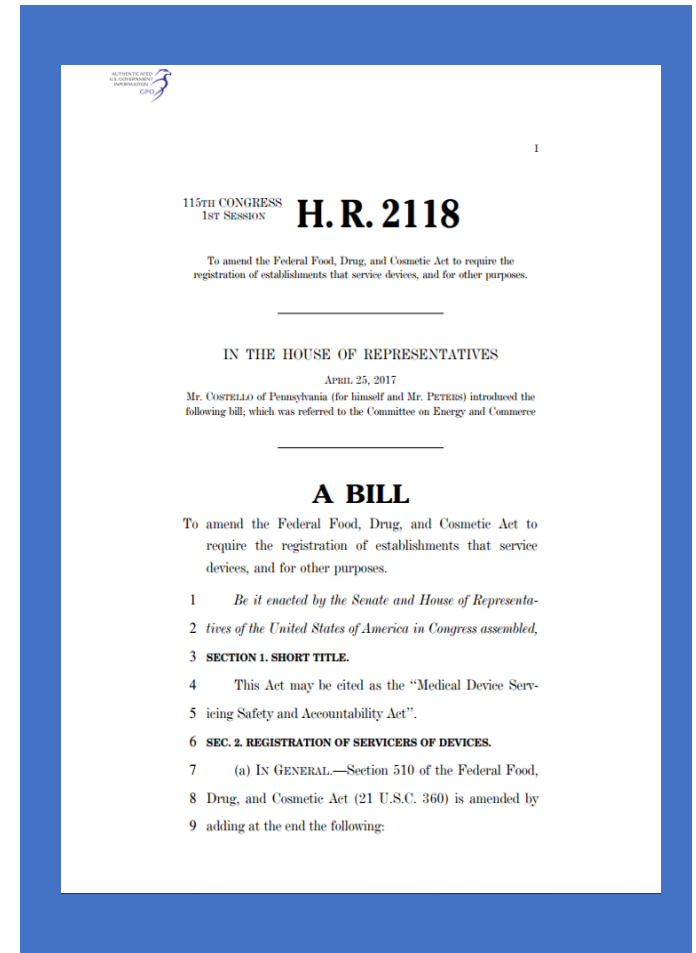 AUTHENTICATED
U.S. GOVERNMENT
INFORMATION
GPO
I
115TH CONGRESS
1ST SESSION
H. R. 2118
To amend the Federal Food, Drug, and Cosmetic Act to require the
registration of establishments that service devices, and for other purposes.
IN THE HOUSE OF REPRESENTATIVES
APRIL 25, 2017
Mr. COSTELLO of Pennsylvania (for himself and Mr. PETERS) introduced the
following bill; which was referred to the Committee on Energy and Commerce
A BILL
To amend the Federal Food, Drug, and Cosmetic Act to
require the registration of establishments that service
devices, and for other purposes.
1 Be it enacted by the Senate and House of Representa-
2 tives of the United States of America in Congress assembled,
3 SECTION 1. SHORT TITLE.
4 This Act may be cited as the “Medical Device Serv-
5 icing Safety and Accountability Act”.
6 SEC. 2. REGISTRATION OF SERVICERS OF DEVICES.
7 (a) IN GENERAL.—Section 510 of the Federal Food,
8 Drug, and Cosmetic Act (21 U.S.C. 360) is amended by
9 adding at the end the following: